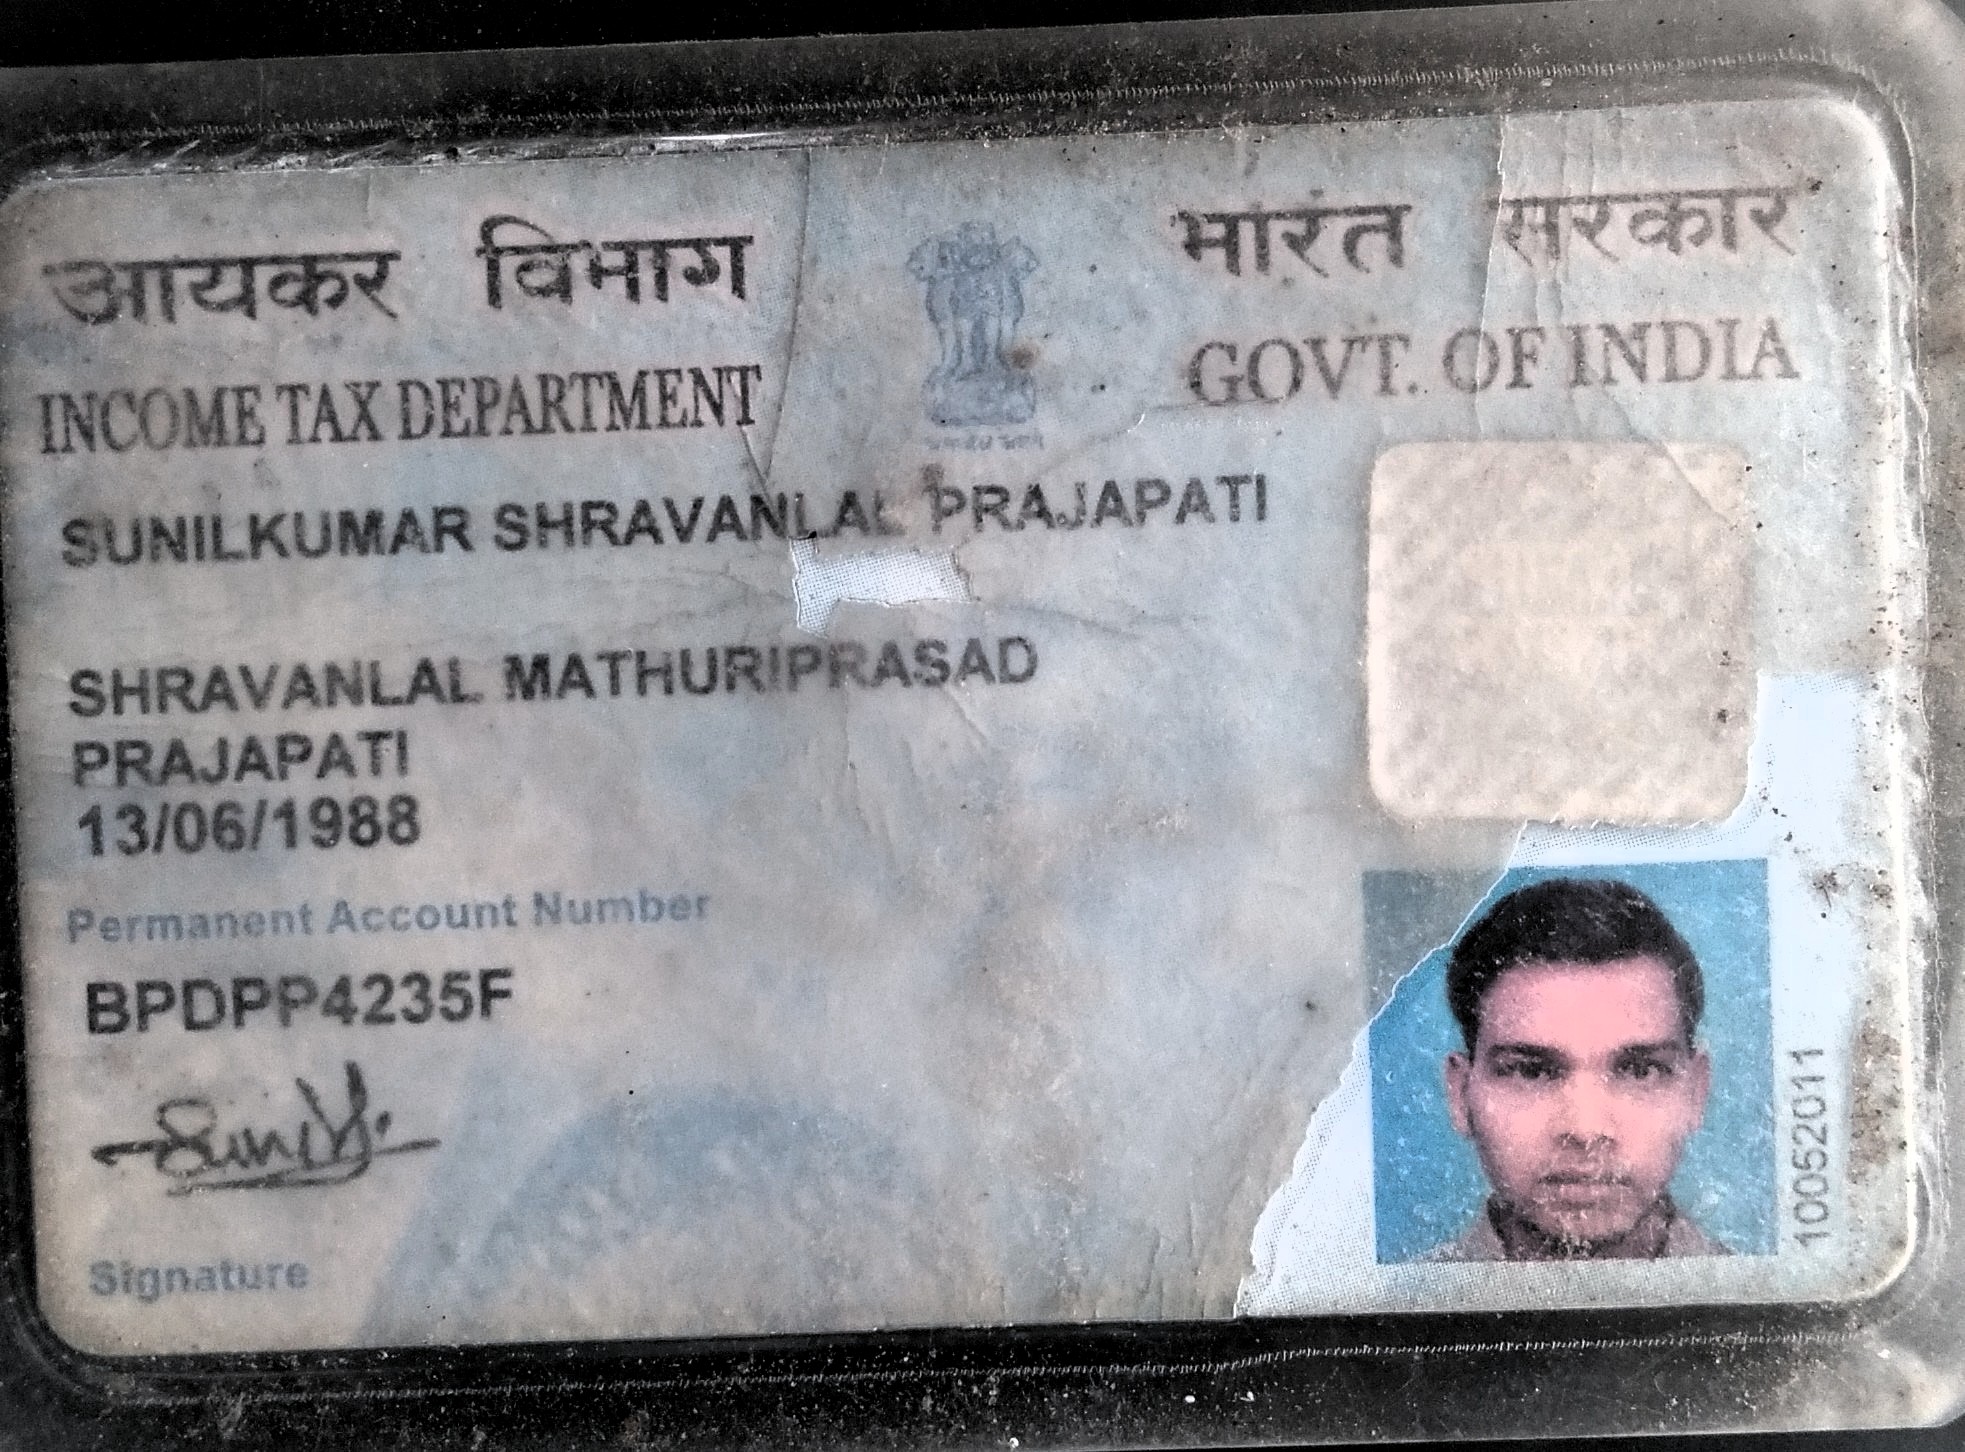 आयकर विभाग
INCOME TAX DEPARTMENT
भारत सरकार
GOVT. OF INDIA
SUNILKUMAR SHRAVANLAL PRAJAPATI
SHRAVANLAL MATHURIPRASAD
PRAJAPATI
13/06/1988
Permanent Account Number
BPDPP4235F
Signature
10052011